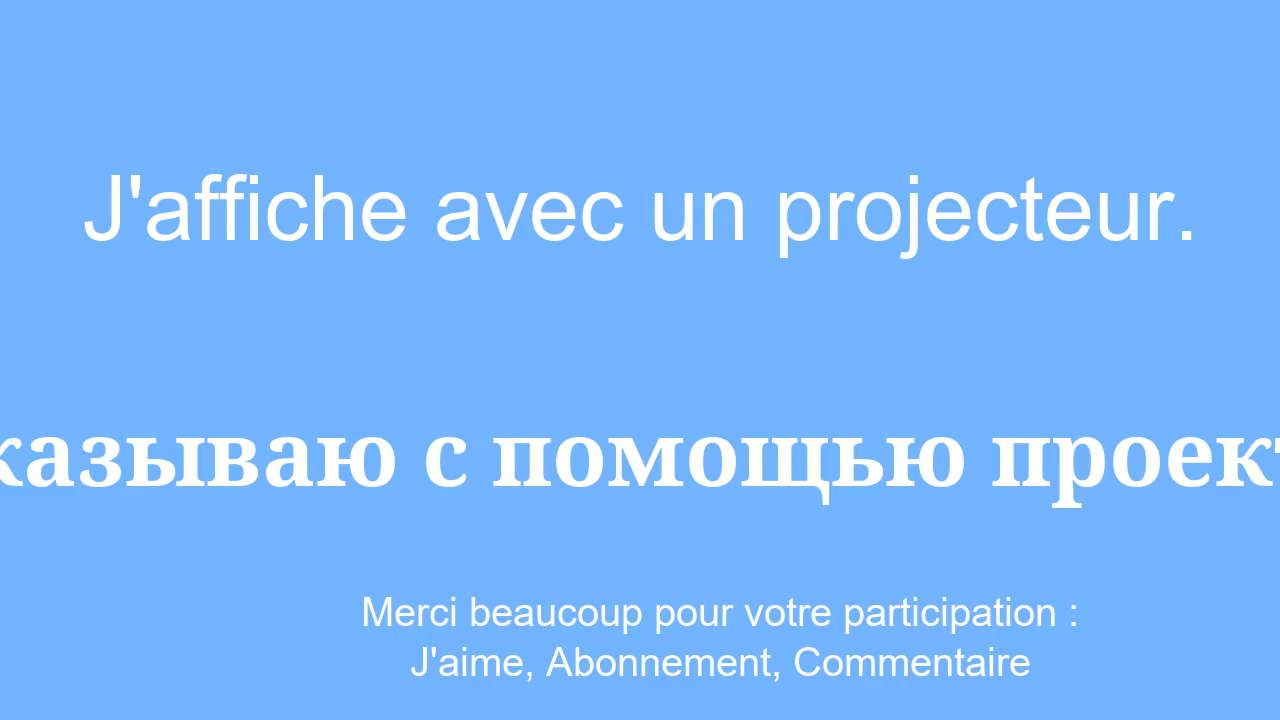 J'affiche avec un projecteur.
казываю с помощью проект
Merci beaucoup pour votre participation :
J'aime, Abonnement, Commentaire